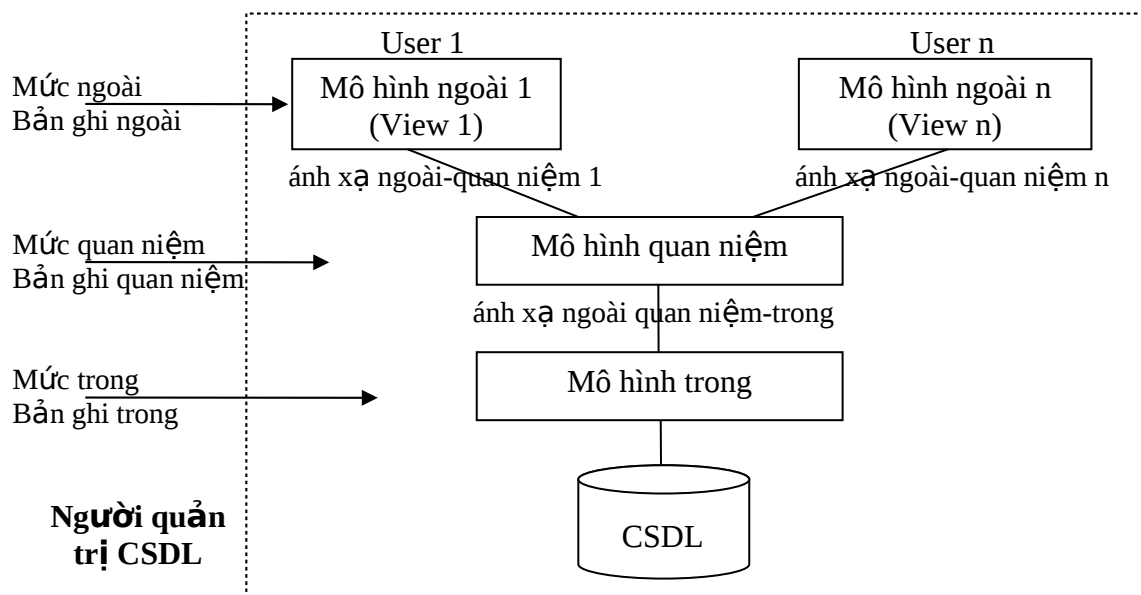 User 1
User n
Mức ngoài
Bản ghi ngoài
Mô hình ngoài 1
(View 1)
Mô hình ngoài n
(View n)
ánh xạ ngoài-quan niệm 1
ánh xạ ngoài-quan niệm n
Mức quan niệm
Bản ghi quan niệm
Mô hình quan niệm
ánh xạ ngoài quan niệm-trong
Mức trong
Bản ghi trong
Mô hình trong
Người quản
trị CSDL
CSDL